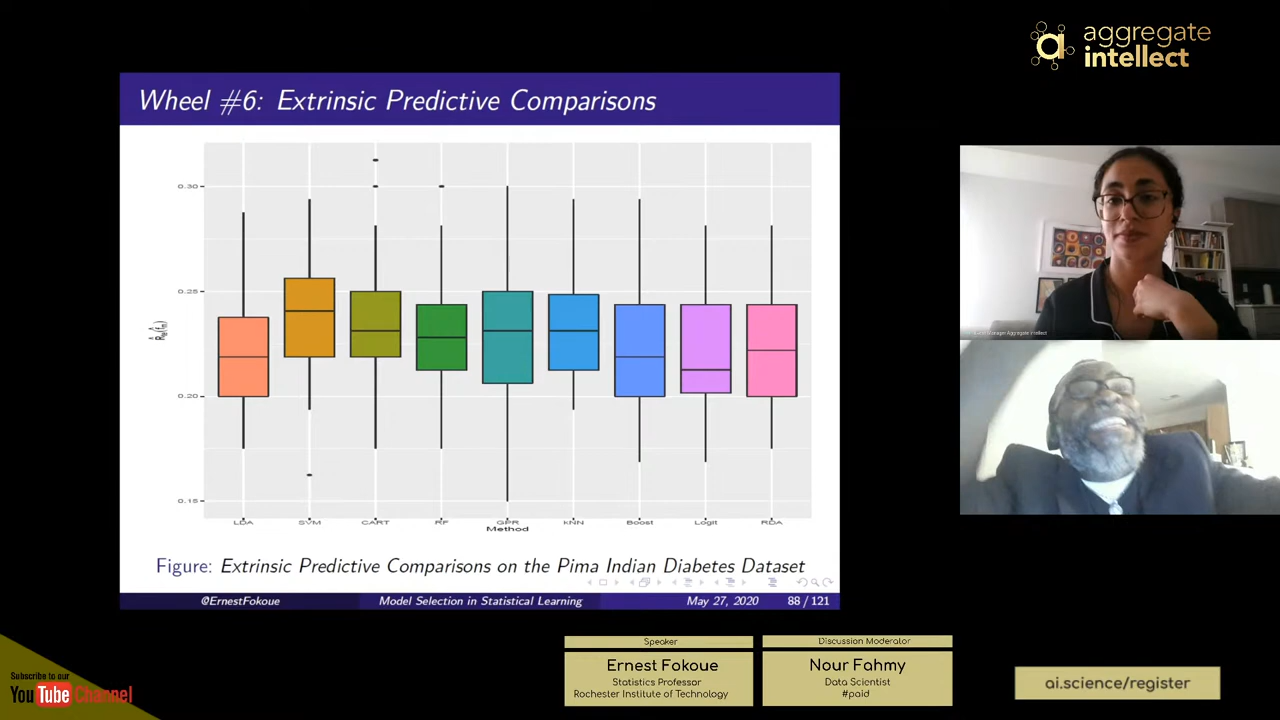 aggregate
intellect
Wheel #6: Extrinsic Predictive Comparisons
0.30
0.25
0.20
0.15
LDA SVM CART RF GPR kNN Boost Logit RDA
Method
Figure: Extrinsic Predictive Comparisons on the Pima Indian Diabetes Dataset
@ErnestFokoue Model Selection in Statistical Learning May 27, 2020 88 / 121
Speaker
Ernest Fokoue
Statistics Professor
Rochester Institute of Technology
Discussion Moderator
Nour Fahmy
Data Scientist
#paid
ai.science/register
Subscribe to our
YouTube Channel